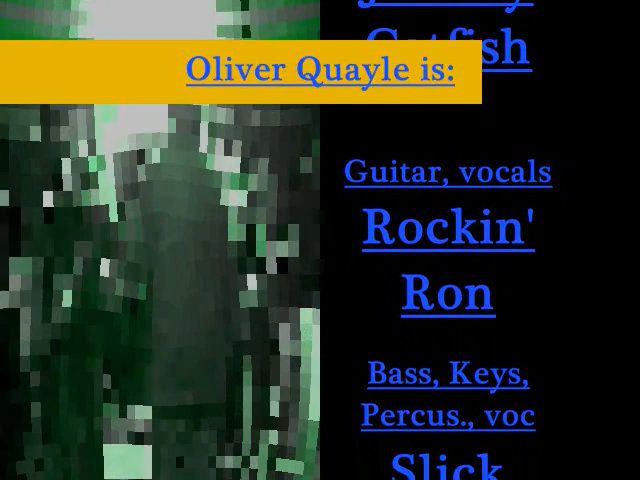 Catfish
Oliver Quayle is:
Guitar, vocals
Rockin'
Ron
Bass, Keys,
Percus., voc
Slick